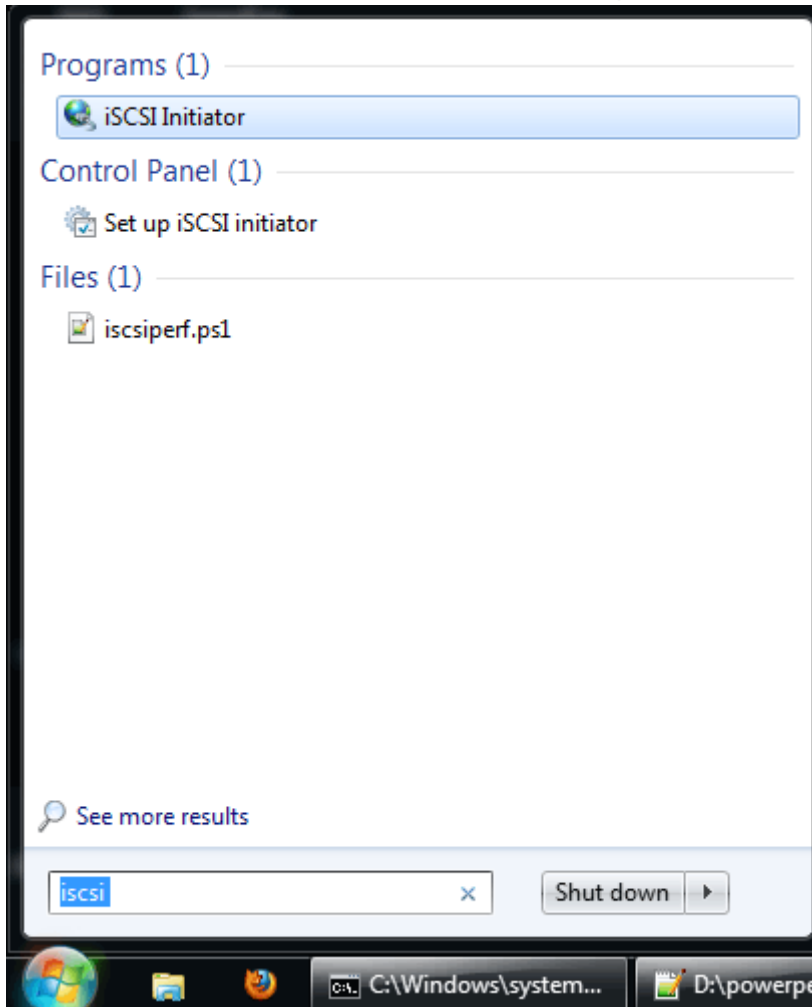 Programs (1)
iSCSI Initiator
Control Panel (1)
Set up iSCSI initiator
Files (1)
iscsiperf.ps1
See more results
iscsi
Shut down
C:\Windows\system...
D:\powerp